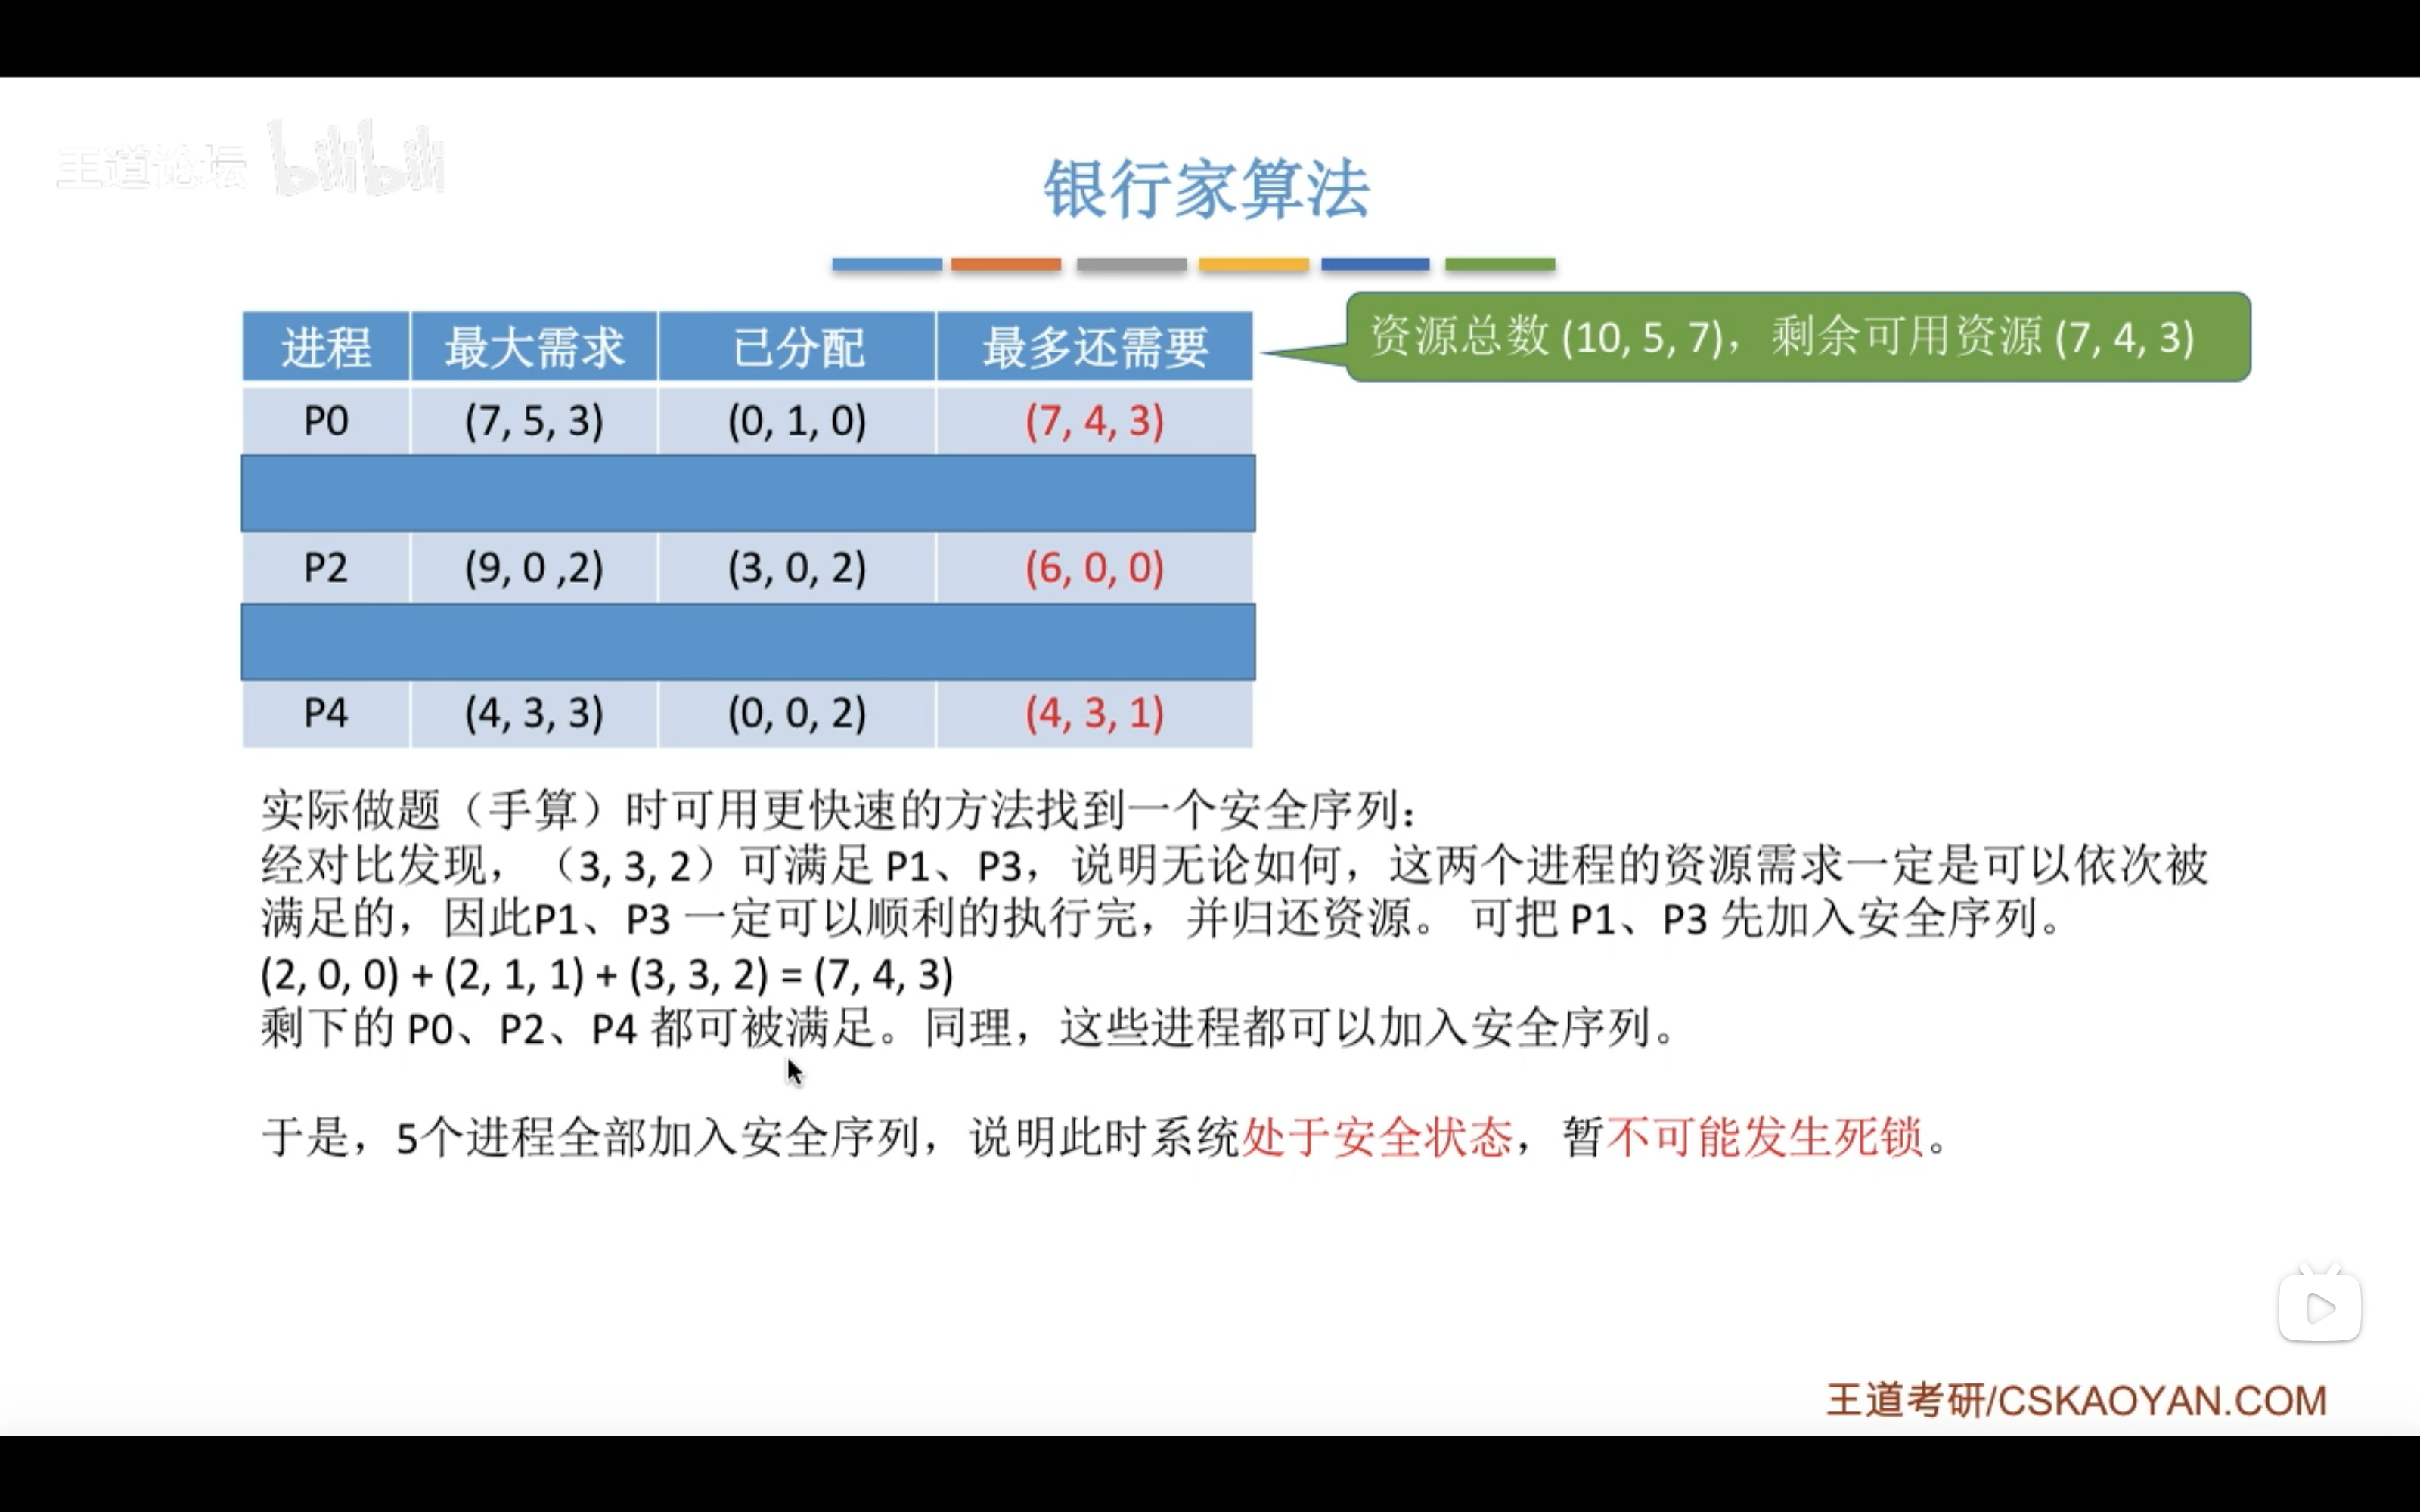 王道论坛 bilibili
银行家算法
进程 最大需求 已分配 最多还需要
资源总数 (10, 5, 7)，剩余可用资源 (7, 4, 3)
P0 (7, 5, 3) (0, 1, 0) (7, 4, 3)
P2 (9, 0 ,2) (3, 0, 2) (6, 0, 0)
P4 (4, 3, 3) (0, 0, 2) (4, 3, 1)
实际做题（手算）时可用更快速的方法找到一个安全序列：
经对比发现，（3, 3, 2）可满足 P1、P3，说明无论如何，这两个进程的资源需求一定是可以依次被
满足的，因此P1、P3 一定可以顺利的执行完，并归还资源。 可把 P1、P3 先加入安全序列。
(2, 0, 0) + (2, 1, 1) + (3, 3, 2) = (7, 4, 3)
剩下的 P0、P2、P4 都可被满足。同理，这些进程都可以加入安全序列。
于是，5个进程全部加入安全序列，说明此时系统处于安全状态，暂不可能发生死锁。
王道考研/CSKAOYAN.COM